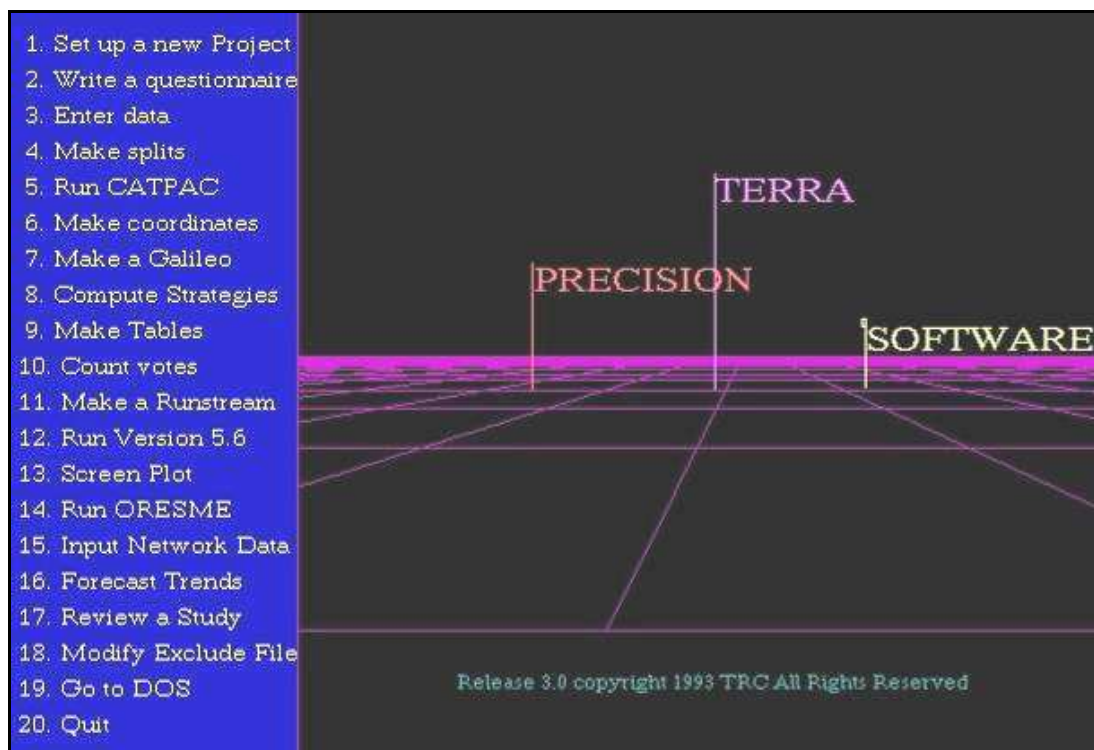 1. Set up a new Project
2. Write a questionnaire
3. Enter data
4. Make splits
5. Run CATPAC
6. Make coordinates
7. Make a Galileo
8. Compute Strategies
9. Make Tables
10. Count votes
11. Make a Runstream
12. Run Version 5.6
13. Screen Plot
14. Run ORESME
15. Input Network Data
16. Forecast Trends
17. Review a Study
18. Modify Exclude File
19. Go to DOS
20. Quit
TERRA
PRECISION
SOFTWARE
Release 3.0 copyright 1993 TRC All Rights Reserved